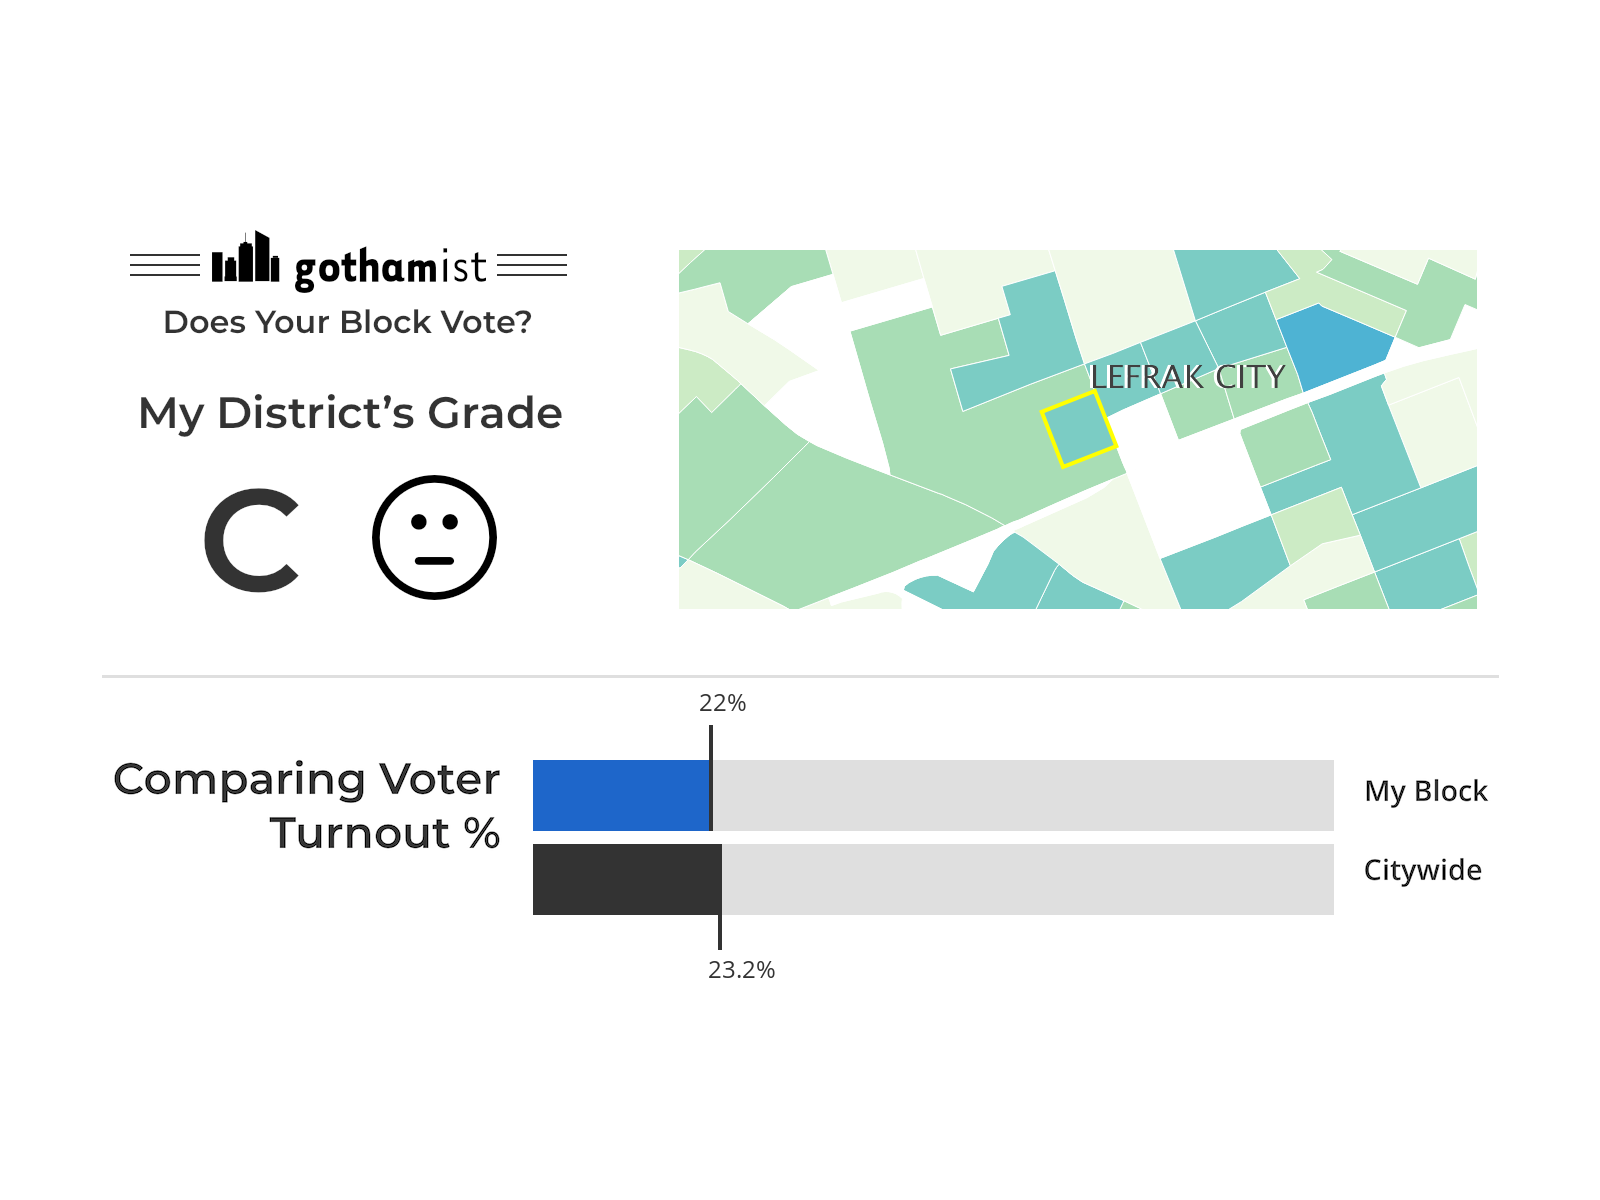 gothamist
Does Your Block Vote?
My District’s Grade
C
LEFRAK CITY
22%
Comparing Voter
Turnout %
My Block
Citywide
23.2%